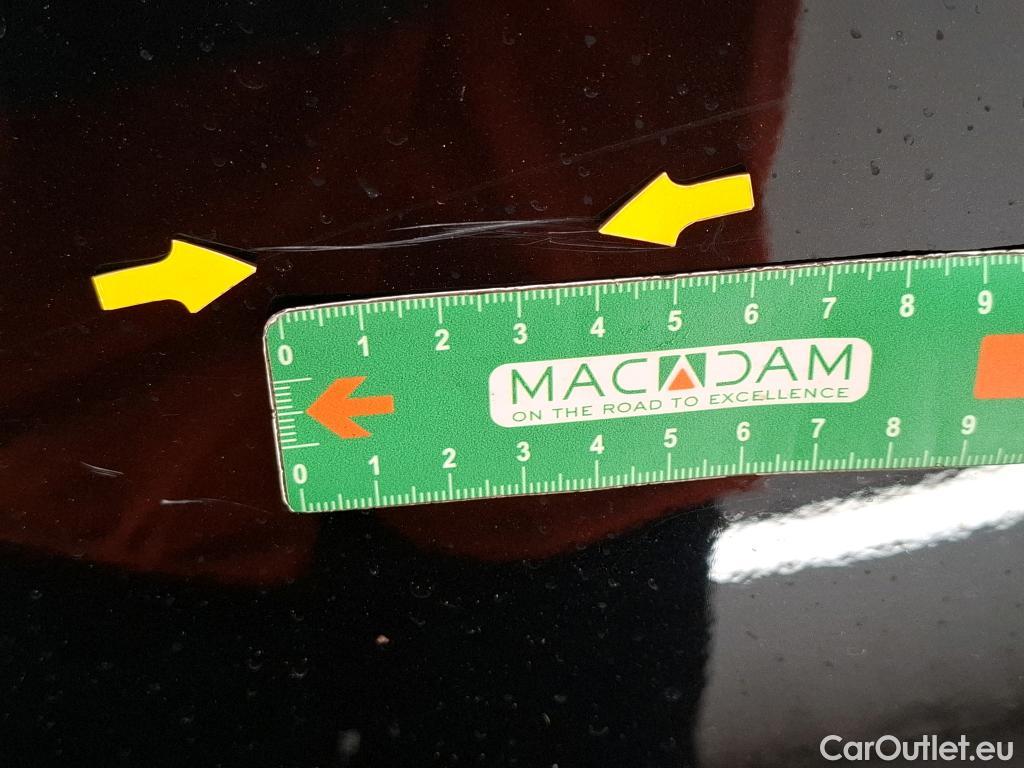 0 1 2 3 4 5 6 7 8 9
MACADAM
ON THE ROAD TO EXCELLENCE
0 1 2 3 4 5 6 7 8 9
CarOutlet.eu